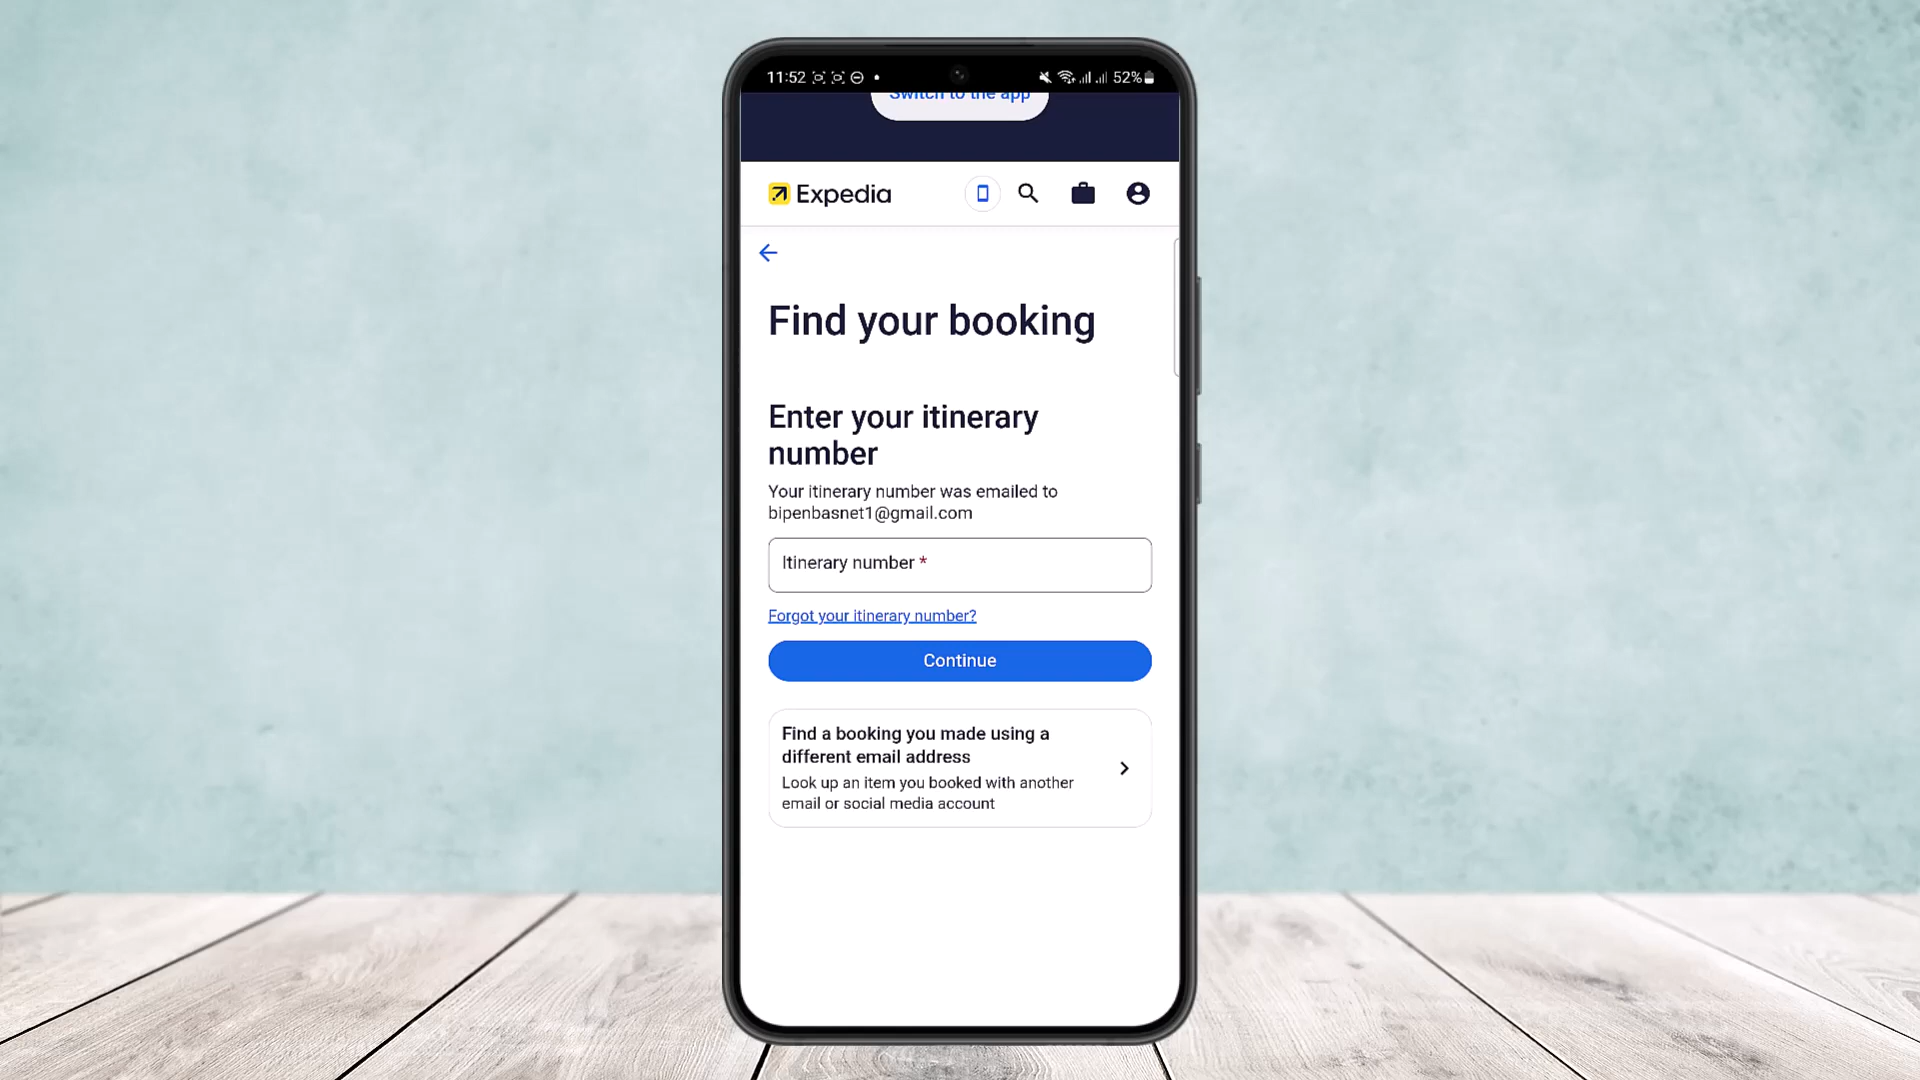 11:52
52%
Switch to the app
Expedia
Find your booking
Enter your itinerary
number
Your itinerary number was emailed to
bipenbasnet1@gmail.com
Itinerary number *
Forgot your itinerary number?
Continue
Find a booking you made using a
different email address
Look up an item you booked with another
email or social media account